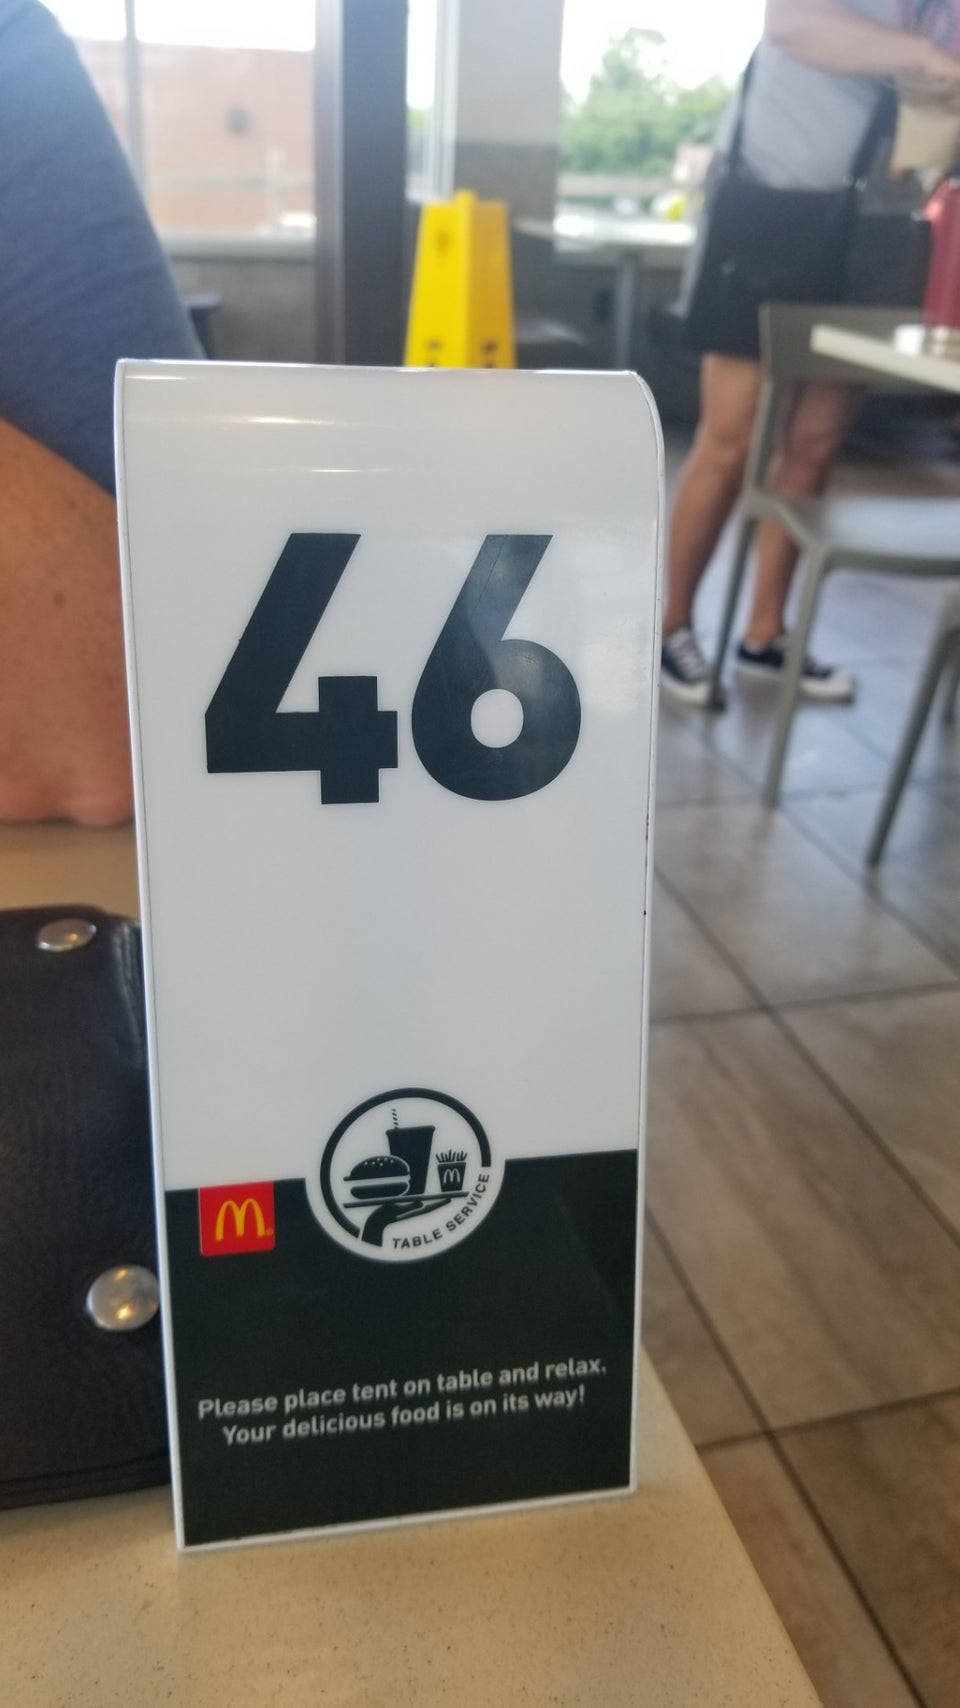 46
TABLE SERVICE
Please place tent on table and relax.
Your delicious food is on its way!